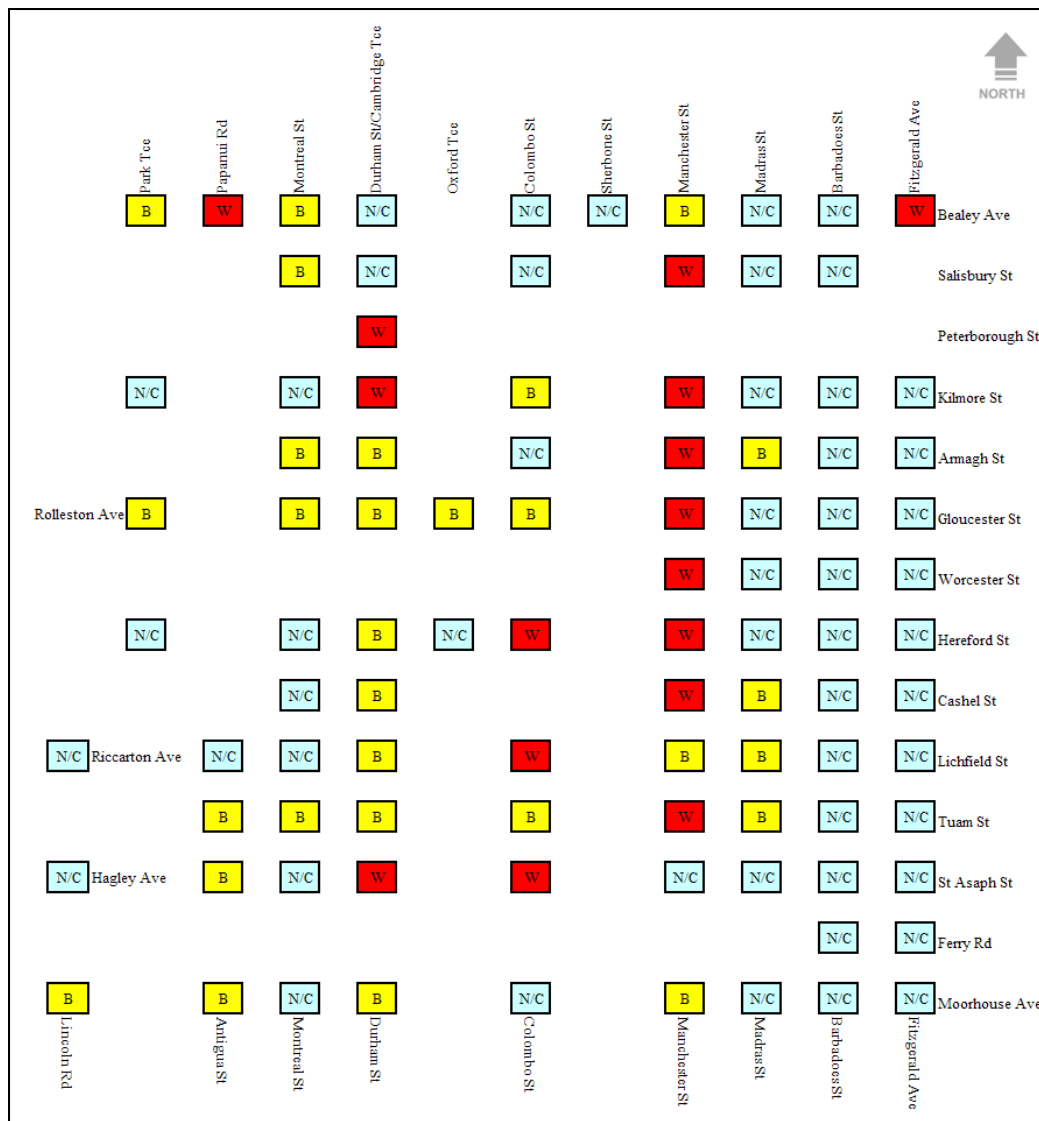 NORTH
Park Tce
Papanui Rd
Montreal St
Durham St/Cambridge Tce
Oxford Tce
Colombo St
Sherbone St
Manchester St
Madras St
Barbadoes St
Fitzgerald Ave
B W B N/C N/C N/C B N/C N/C W Bealey Ave
B N/C N/C W N/C N/C Salisbury St
W Peterborough St
N/C N/C W B W N/C N/C N/C Kilmore St
B B N/C W B N/C N/C Armagh St
Rolleston Ave B B B B B W N/C N/C N/C Gloucester St
W N/C N/C N/C Worcester St
N/C N/C B N/C W W N/C N/C N/C Hereford St
N/C B W B N/C N/C Cashel St
N/C Riccarton Ave N/C N/C B W B B N/C N/C Lichfield St
B B B B W B N/C N/C Tuam St
N/C Hagley Ave B N/C W W N/C N/C N/C N/C St Asaph St
N/C N/C Ferry Rd
B B N/C B N/C B N/C N/C N/C Moorhouse Ave
Lincoln Rd
Antigua St
Montreal St
Durham St
Colombo St
Manchester St
Madras St
Barbadoes St
Fitzgerald Ave